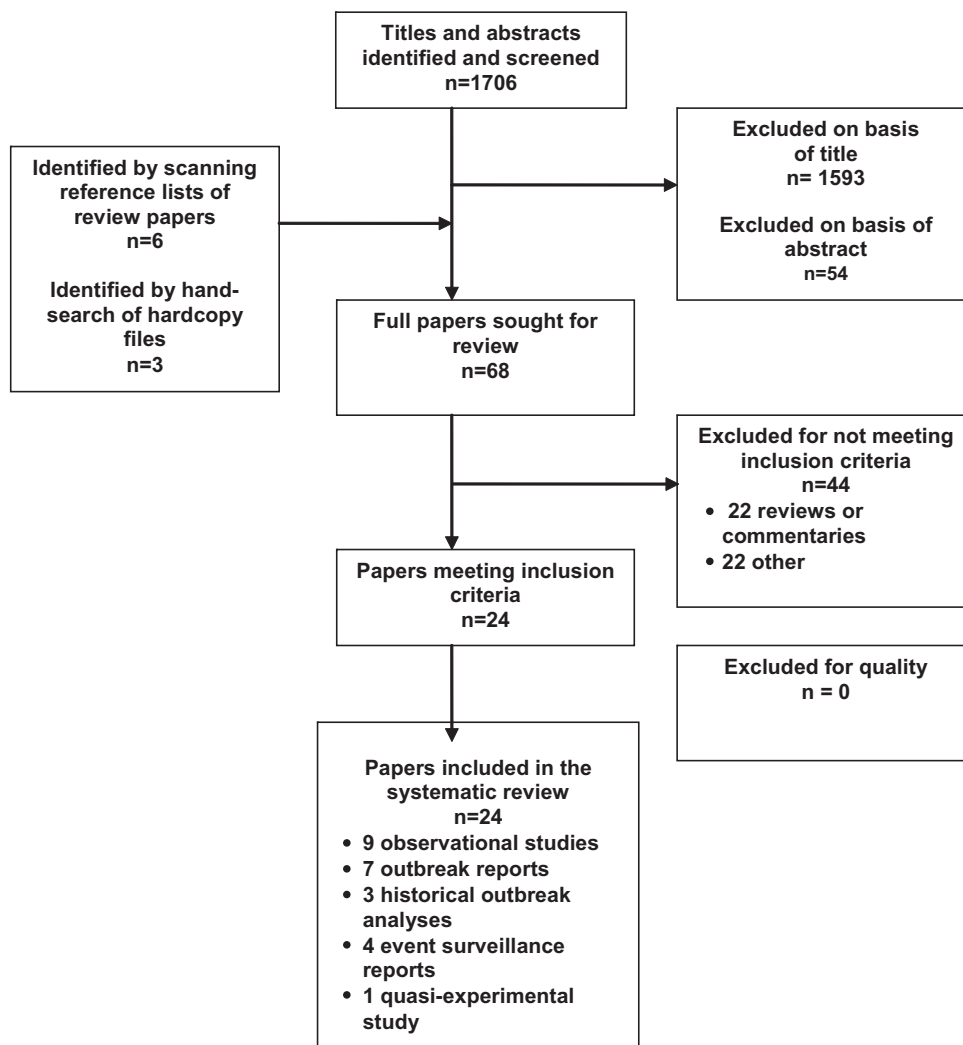 Titles and abstracts
identified and screened
n=1706
Excluded on basis
of title
n= 1593
Excluded on basis of
abstract
n=54
Identified by scanning
reference lists of
review papers
n=6
Identified by hand-
search of hardcopy
files
n=3
Full papers sought for
review
n=68
Excluded for not meeting
inclusion criteria
n=44
• 22 reviews or
commentaries
• 22 other
Papers meeting inclusion
criteria
n=24
Excluded for quality
n = 0
Papers included in the
systematic review
n=24
• 9 observational studies
• 7 outbreak reports
• 3 historical outbreak
analyses
• 4 event surveillance
reports
• 1 quasi-experimental
study